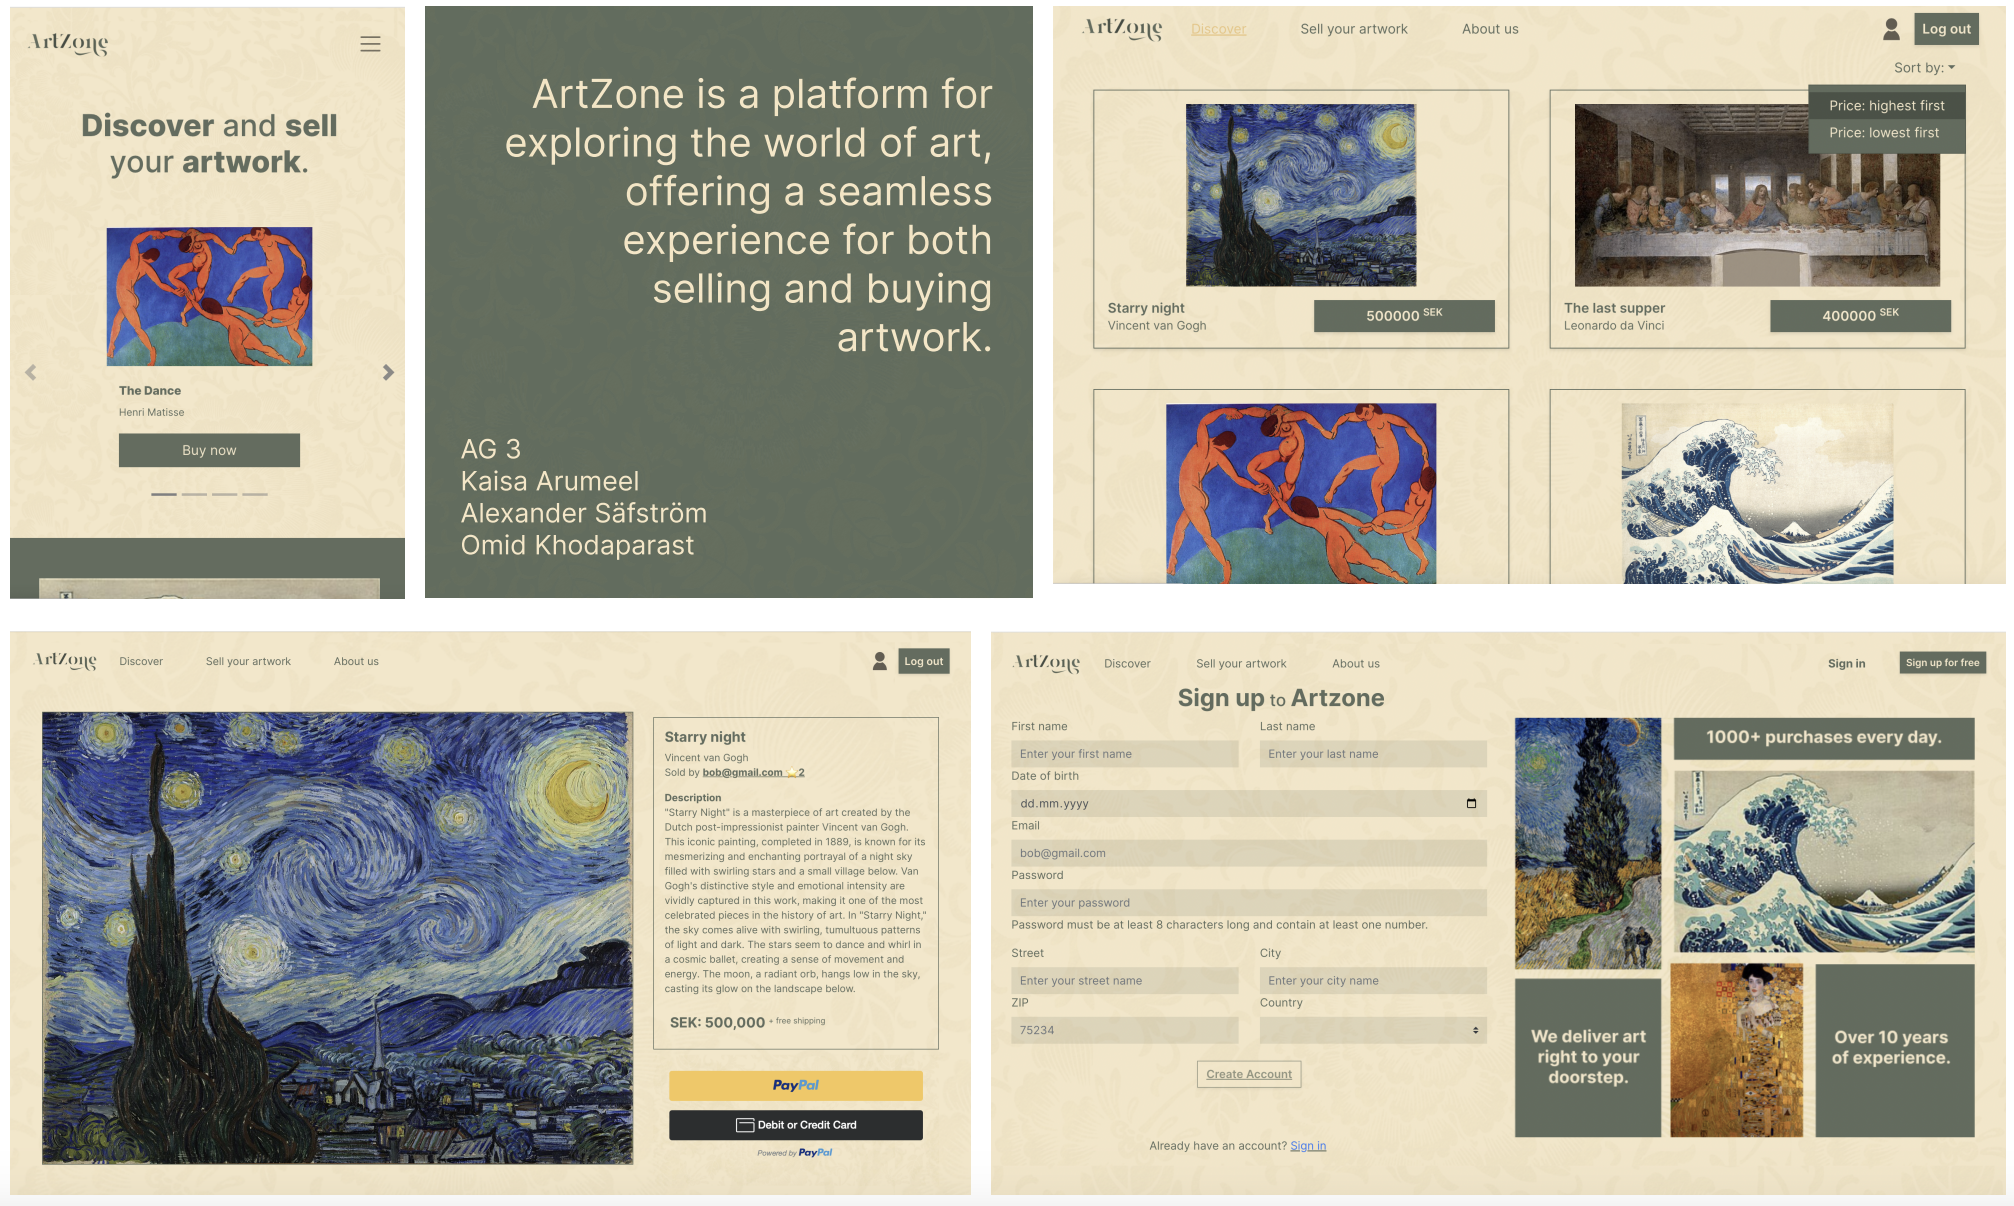 ArtZone
Discover and sell
your artwork.
The Dance
Henri Matisse
Buy now
ArtZone is a platform for
exploring the world of art,
offering a seamless
experience for both
selling and buying
artwork.
AG 3
Kaisa Arumeel
Alexander Säfström
Omid Khodaparast
ArtZone
Discover
Sell your artwork
About us
Log out
Sort by:
Price: highest first
Price: lowest first
Starry night
Vincent van Gogh
500000 SEK
The last supper
Leonardo da Vinci
400000 SEK
ArtZone
Discover
Sell your artwork
About us
Log out
Starry night
Vincent van Gogh
Sold by bob@gmail.com ⭐2
Description
"Starry Night" is a masterpiece of art created by the
Dutch post-impressionist painter Vincent van Gogh.
This iconic painting, completed in 1889, is known for its
mesmerizing and enchanting portrayal of a night sky
filled with swirling stars and a small village below. Van
Gogh's distinctive style and emotional intensity are
vividly captured in this work, making it one of the most
celebrated pieces in the history of art. In "Starry Night,"
the sky comes alive with swirling, tumultuous patterns
of light and dark. The stars seem to dance and whirl in
a cosmic ballet, creating a sense of movement and
energy. The moon, a radiant orb, hangs low in the sky,
casting its glow on the landscape below.
SEK: 500,000 + free shipping
PayPal
Debit or Credit Card
Powered by PayPal
ArtZone
Discover
Sell your artwork
About us
Sign in
Sign up for free
Sign up to Artzone
First name
Last name
Enter your first name
Enter your last name
Date of birth
dd.mm.yyyy
Email
bob@gmail.com
Password
Enter your password
Password must be at least 8 characters long and contain at least one number.
Street
City
Enter your street name
Enter your city name
ZIP
Country
75234
Create Account
Already have an account? Sign in
1000+ purchases every day.
We deliver art
right to your
doorstep.
Over 10 years
of experience.